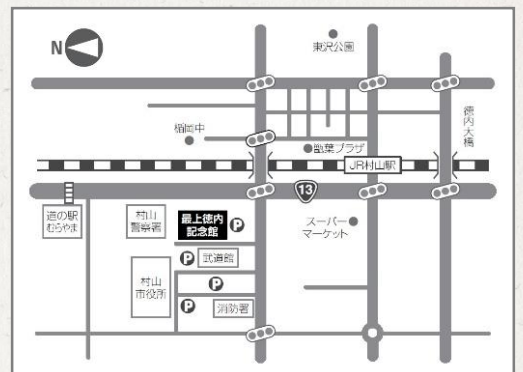 N
東沢公園
楯岡中
甑葉プラザ
徳内大橋
JR村山駅
13
道の駅
むらやま
村山
警察署
最上徳内
記念館
P
スーパー
マーケット
P
武道館
村山
市役所
P
P
消防署